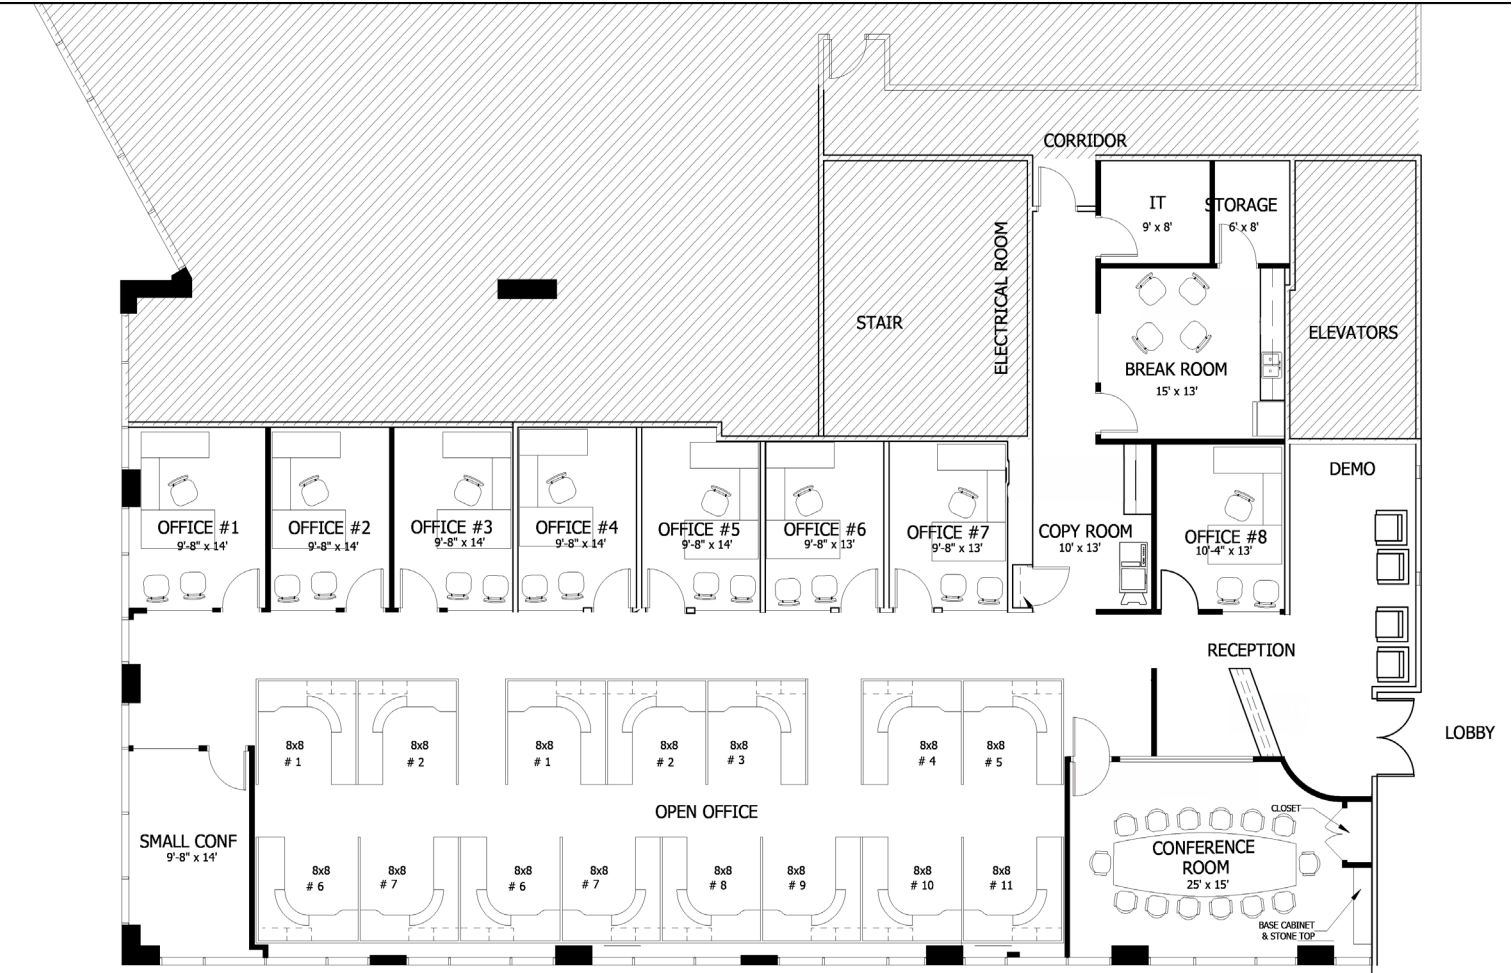 CORRIDOR
IT
9' x 8'
STORAGE
6' x 8'
ELECTRICAL ROOM
STAIR
ELEVATORS
BREAK ROOM
15' x 13'
DEMO
OFFICE #1
9'-8" x 14'
OFFICE #2
9'-8" x 14'
OFFICE #3
9'-8" x 14'
OFFICE #4
9'-8" x 14'
OFFICE #5
9'-8" x 14'
OFFICE #6
9'-8" x 13'
OFFICE #7
9'-8" x 13'
COPY ROOM
10' x 13'
OFFICE #8
10'-4" x 13'
RECEPTION
LOBBY
8x8
# 1
8x8
# 2
8x8
# 1
8x8
# 2
8x8
# 3
8x8
# 4
8x8
# 5
OPEN OFFICE
SMALL CONF
9'-8" x 14'
8x8
# 6
8x8
# 7
8x8
# 6
8x8
# 7
8x8
# 8
8x8
# 9
8x8
# 10
8x8
# 11
CLOSET
CONFERENCE
ROOM
25' x 15'
BASE CABINET
& STONE TOP